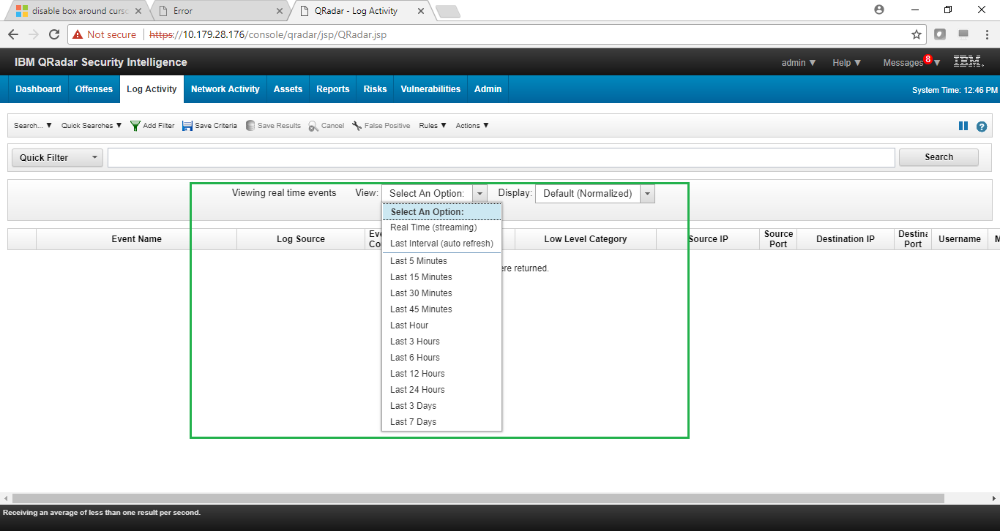 disable box around curso
Error
QRadar - Log Activity
Not secure https://10.179.28.176/console/qradar/jsp/QRadar.jsp
IBM QRadar Security Intelligence
admin ▼ Help ▼ Messages 8 ▼ IBM.
Dashboard Offenses Log Activity Network Activity Assets Reports Risks Vulnerabilities Admin
System Time: 12:46 PM
Search... ▼ Quick Searches ▼ Add Filter Save Criteria Save Results Cancel False Positive Rules ▼ Actions ▼
Quick Filter Search
Viewing real time events View: Select An Option: Display: Default (Normalized)
Select An Option:
Real Time (streaming)
Last Interval (auto refresh)
Last 5 Minutes
Last 15 Minutes
Last 30 Minutes
Last 45 Minutes
Last Hour
Last 3 Hours
Last 6 Hours
Last 12 Hours
Last 24 Hours
Last 3 Days
Last 7 Days
Event Name Log Source Low Level Category Source IP Source Port Destination IP Port Username
returned.
Receiving an average of less than one result per second.